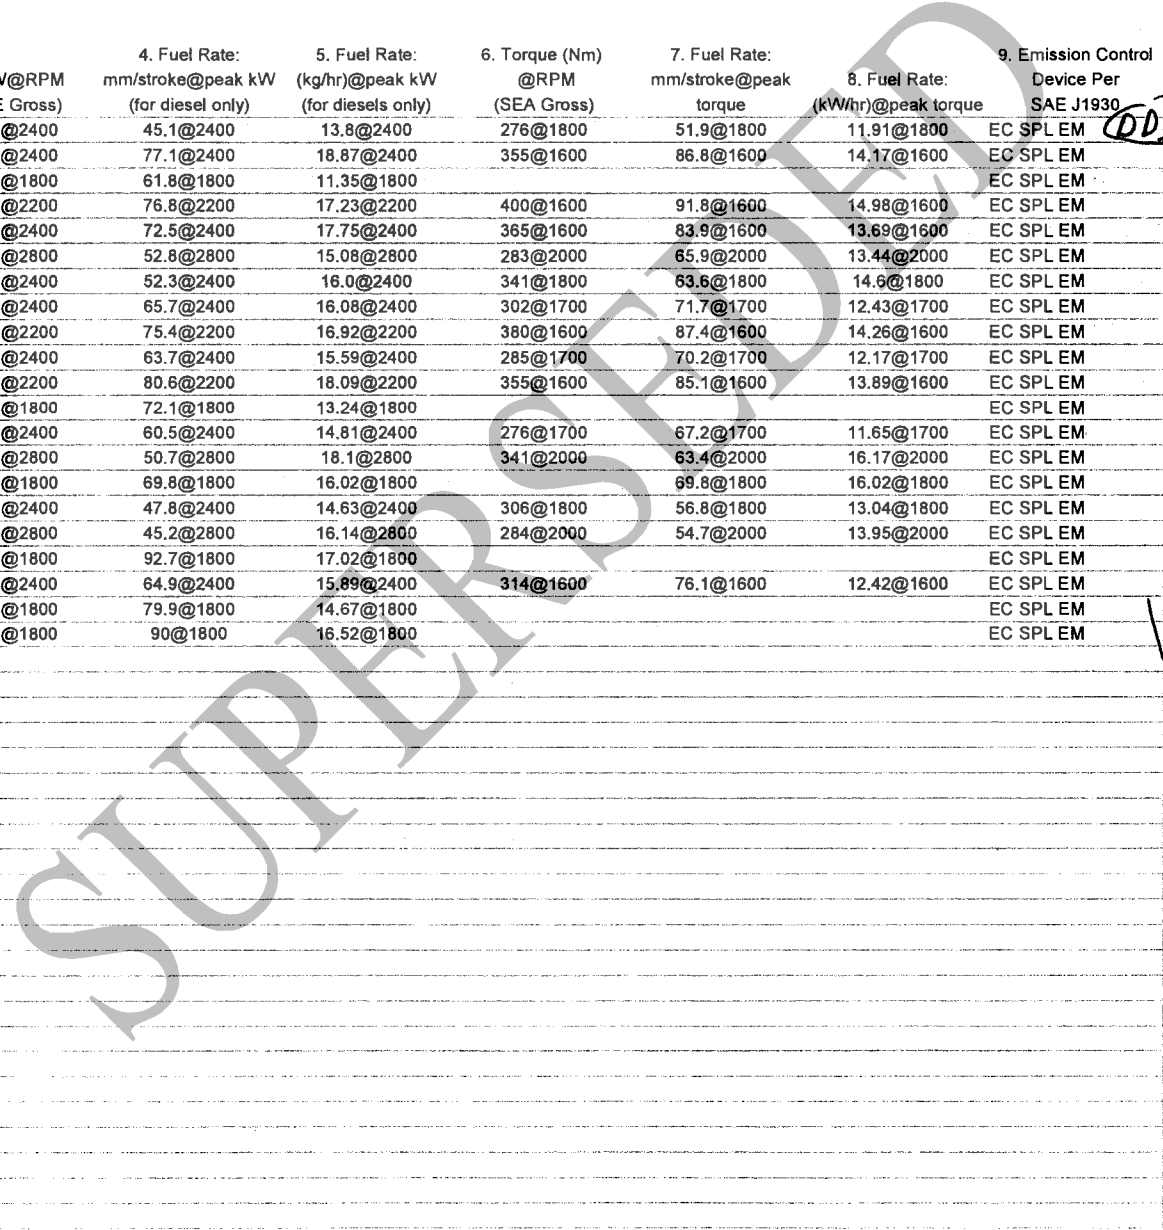 4. Fuel Rate: 5. Fuel Rate: 6. Torque (Nm) 7. Fuel Rate: 9. Emission Control
@RPM mm/stroke@peak kW (kg/hr)@peak kW @RPM mm/stroke@peak 8. Fuel Rate: Device Per
Gross) (for diesel only) (for diesels only) (SEA Gross) torque (kW/hr)@peak torque SAE J1930
@2400 45.1@2400 13.8@2400 276@1800 51.9@1800 11.91@1800 EC SPL EM DD
@2400 77.1@2400 18.87@2400 355@1600 86.8@1600 14.17@1600 EC SPL EM
@1800 61.8@1800 11.35@1800 EC SPL EM
@2200 76.8@2200 17.23@2200 400@1600 91.8@1600 14.98@1600 EC SPL EM
@2400 72.5@2400 17.75@2400 365@1600 83.9@1600 13.69@1600 EC SPL EM
@2800 52.8@2800 15.08@2800 283@2000 65.9@2000 13.44@2000 EC SPL EM
@2400 52.3@2400 16.0@2400 341@1800 63.6@1800 14.6@1800 EC SPL EM
@2400 65.7@2400 16.08@2400 302@1700 71.7@1700 12.43@1700 EC SPL EM
@2200 75.4@2200 16.92@2200 380@1600 87.4@1600 14.26@1600 EC SPL EM
@2400 63.7@2400 15.59@2400 285@1700 70.2@1700 12.17@1700 EC SPL EM
@2200 80.6@2200 18.09@2200 355@1600 85.1@1600 13.89@1600 EC SPL EM
@1800 72.1@1800 13.24@1800 EC SPL EM
@2400 60.5@2400 14.81@2400 276@1700 67.2@1700 11.65@1700 EC SPL EM
@2800 50.7@2800 18.1@2800 341@2000 63.4@2000 16.17@2000 EC SPL EM
@1800 69.8@1800 16.02@1800 69.8@1800 16.02@1800 EC SPL EM
@2400 47.8@2400 14.63@2400 306@1800 56.8@1800 13.04@1800 EC SPL EM
@2800 45.2@2800 16.14@2800 284@2000 54.7@2000 13.95@2000 EC SPL EM
@1800 92.7@1800 17.02@1800 EC SPL EM
@2400 64.9@2400 15.89@2400 314@1600 76.1@1600 12.42@1600 EC SPL EM
@1800 79.9@1800 14.67@1800 EC SPL EM
@1800 90@1800 16.52@1800 EC SPL EM
SUPERSEDED